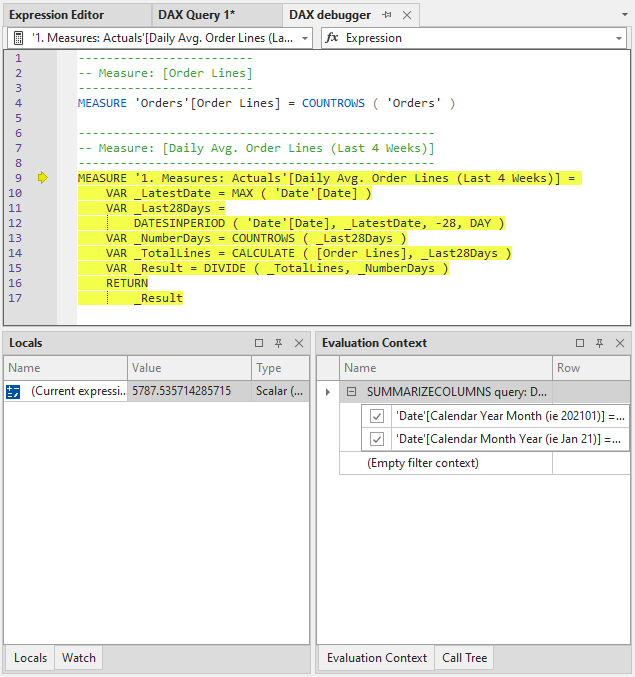 Expression Editor DAX Query 1* DAX debugger
'1. Measures: Actuals'[Daily Avg. Order Lines (La... fx Expression
1 ------------------------
2 -- Measure: [Order Lines]
3 ------------------------
4 MEASURE 'Orders'[Order Lines] = COUNTROWS ( 'Orders' )
5
6 -------------------------------------------------
7 -- Measure: [Daily Avg. Order Lines (Last 4 Weeks)]
8 -------------------------------------------------
9 MEASURE '1. Measures: Actuals'[Daily Avg. Order Lines (Last 4 Weeks)] =
10 VAR _LatestDate = MAX ( 'Date'[Date] )
11 VAR _Last28Days =
12 DATESINPERIOD ( 'Date'[Date], _LatestDate, -28, DAY )
13 VAR _NumberDays = COUNTROWS ( _Last28Days )
14 VAR _TotalLines = CALCULATE ( [Order Lines], _Last28Days )
15 VAR _Result = DIVIDE ( _TotalLines, _NumberDays )
16 RETURN
17 _Result
Locals
Name Value Type
(Current expressi... 5787.535714285715 Scalar (...
Locals Watch
Evaluation Context
Name Row
SUMMARIZECOLUMNS query: D...
'Date'[Calendar Year Month (ie 202101)] =...
'Date'[Calendar Month Year (ie Jan 21)] =...
(Empty filter context)
Evaluation Context Call Tree